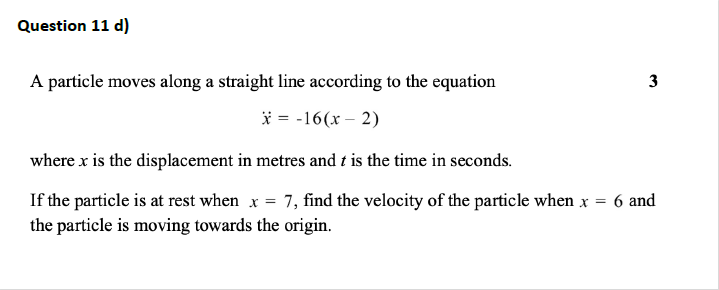 Question 11 d)
A particle moves along a straight line according to the equation 3
ẍ = -16(x – 2)
where x is the displacement in metres and t is the time in seconds.
If the particle is at rest when x = 7, find the velocity of the particle when x = 6 and
the particle is moving towards the origin.